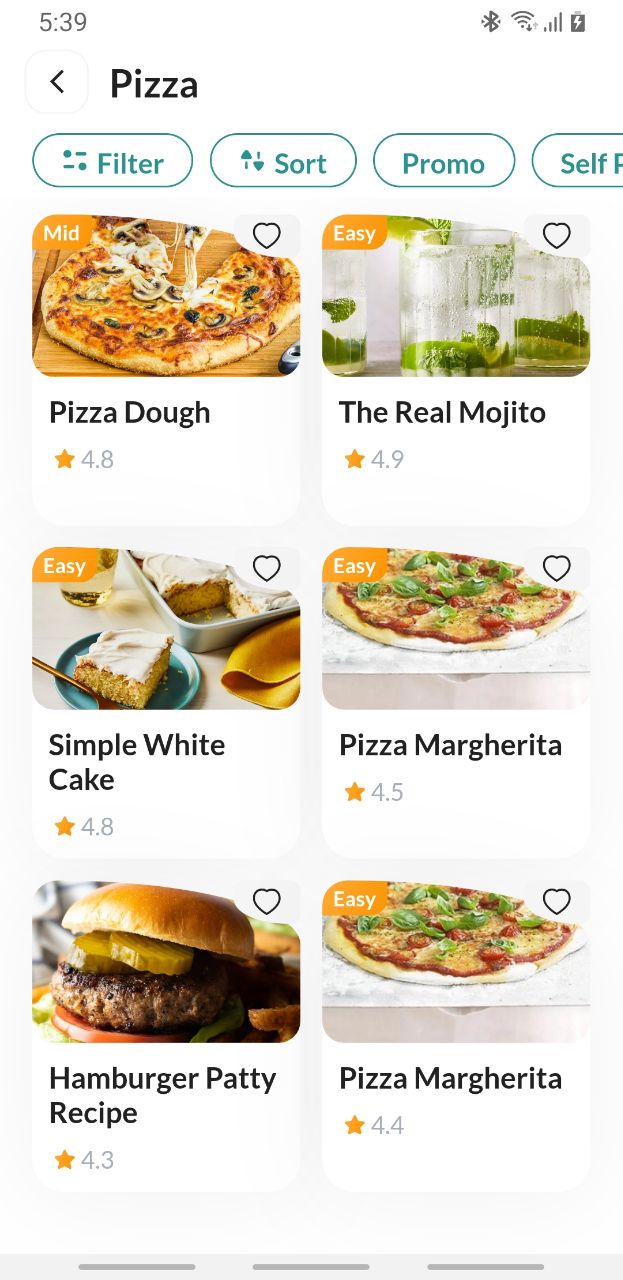 5:39
Pizza
Filter
Sort
Promo
Self P
Mid
Easy
Pizza Dough
The Real Mojito
4.8
4.9
Easy
Easy
Simple White
Cake
4.8
Pizza Margherita
4.5
Easy
Hamburger Patty
Recipe
4.3
Pizza Margherita
4.4